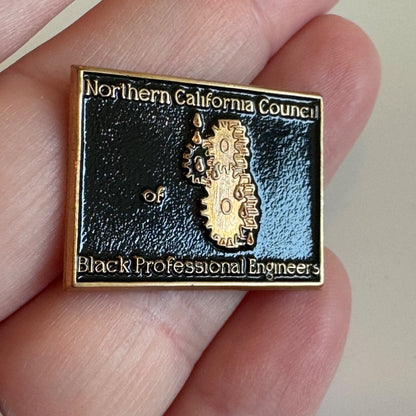 Northern California Council
of
Black Professional Engineers